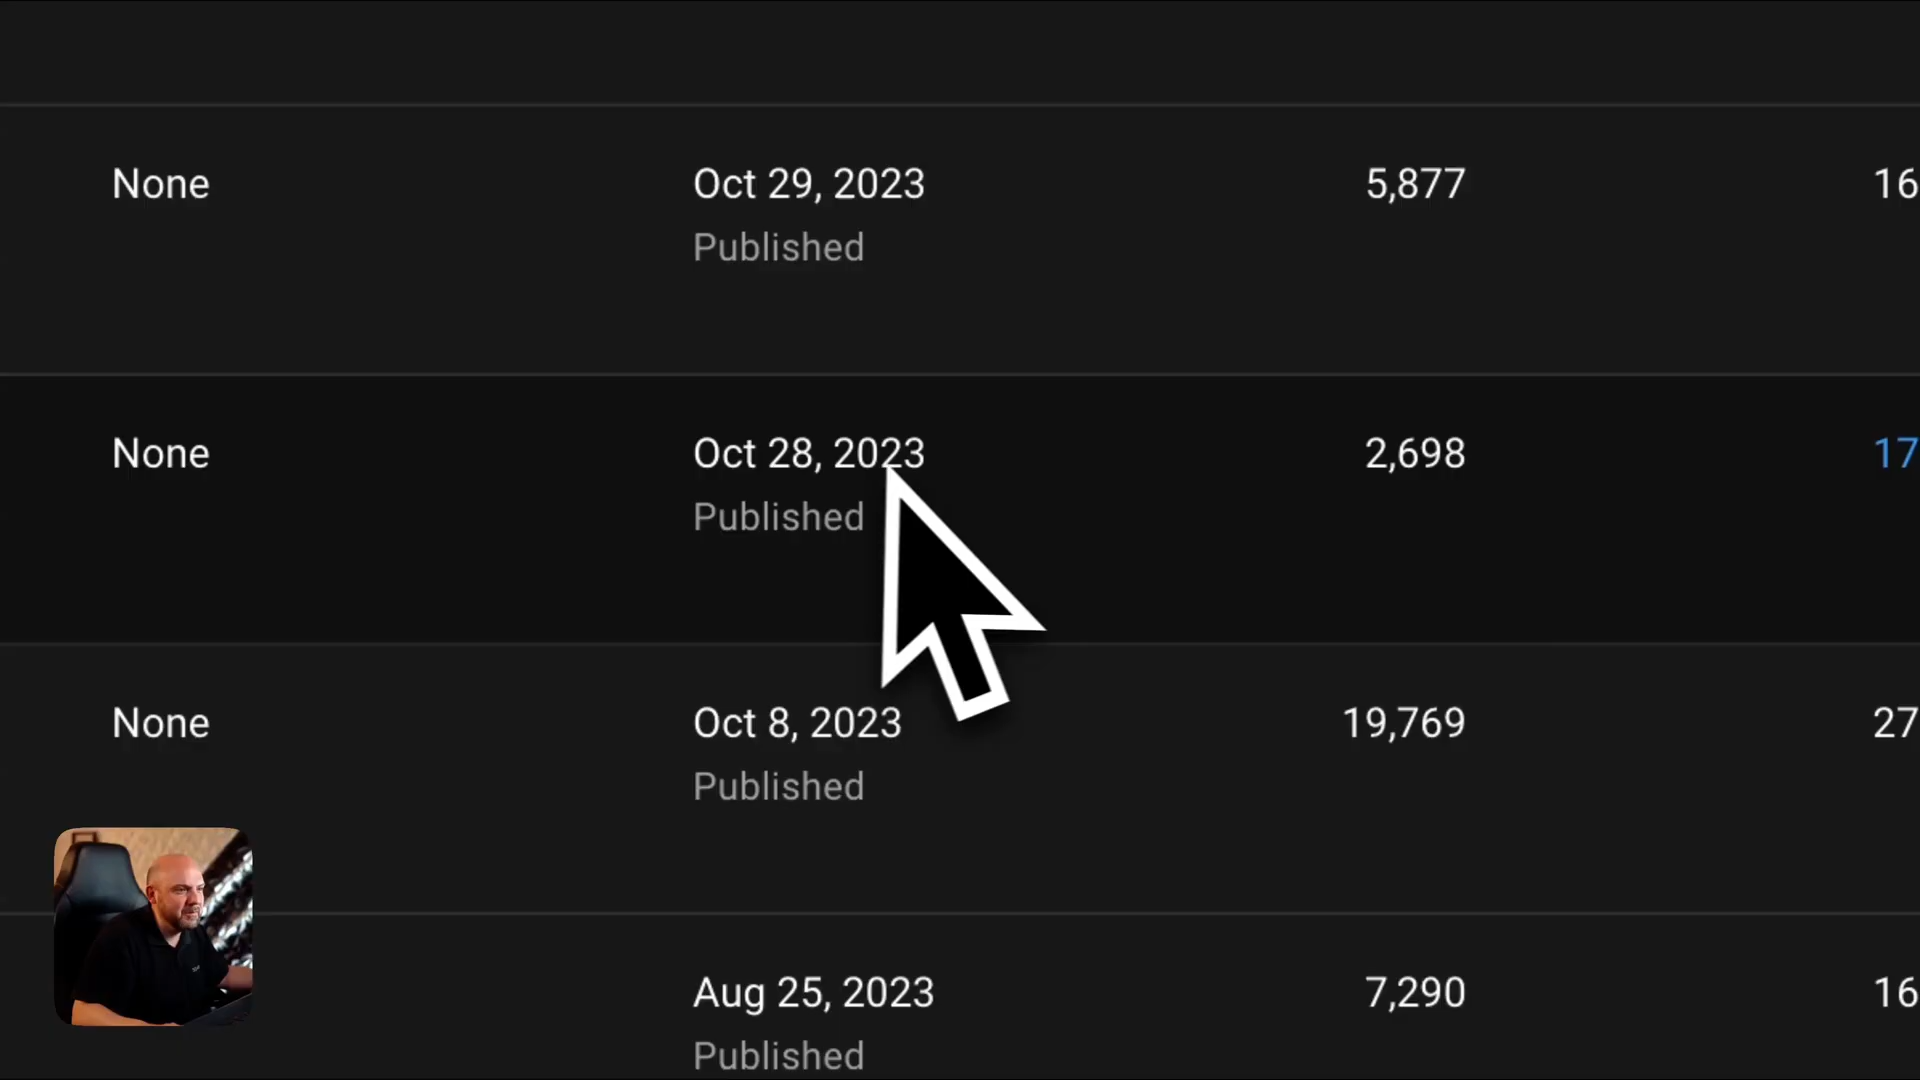 None Oct 29, 2023 5,877 16
Published
None Oct 28, 2023 2,698 17
Published
None Oct 8, 2023 19,769 27
Published
Aug 25, 2023 7,290 16
Published